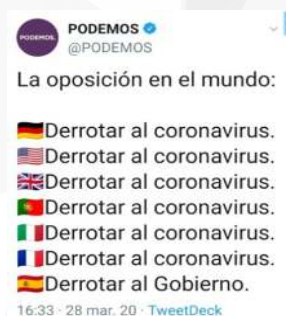 PODEMOS.
PODEMOS
@PODEMOS
La oposición en el mundo:
Derrotar al coronavirus.
Derrotar al coronavirus.
Derrotar al coronavirus.
Derrotar al coronavirus.
Derrotar al coronavirus.
Derrotar al coronavirus.
Derrotar al Gobierno.
16:33 · 28 mar. 20 · TweetDeck